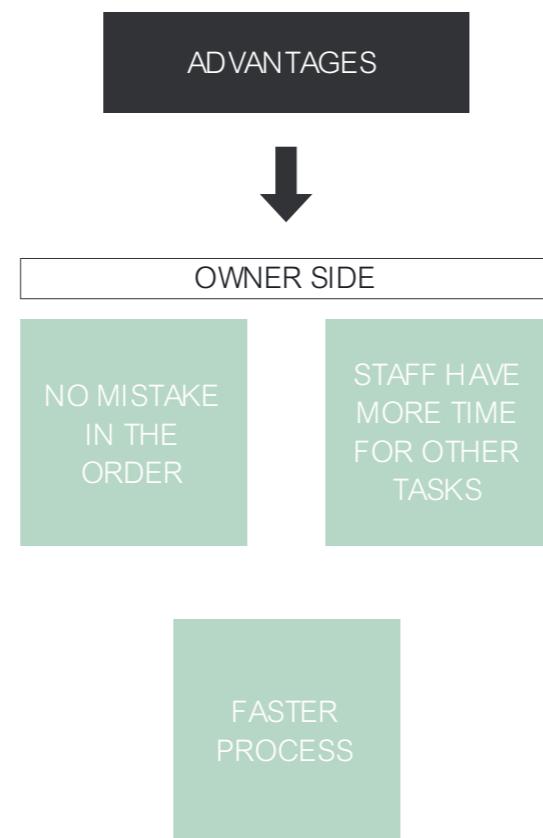 ADVANTAGES
OWNER SIDE
NO MISTAKE
IN THE
ORDER
STAFF HAVE
MORE TIME
FOR OTHER
TASKS
FASTER
PROCESS